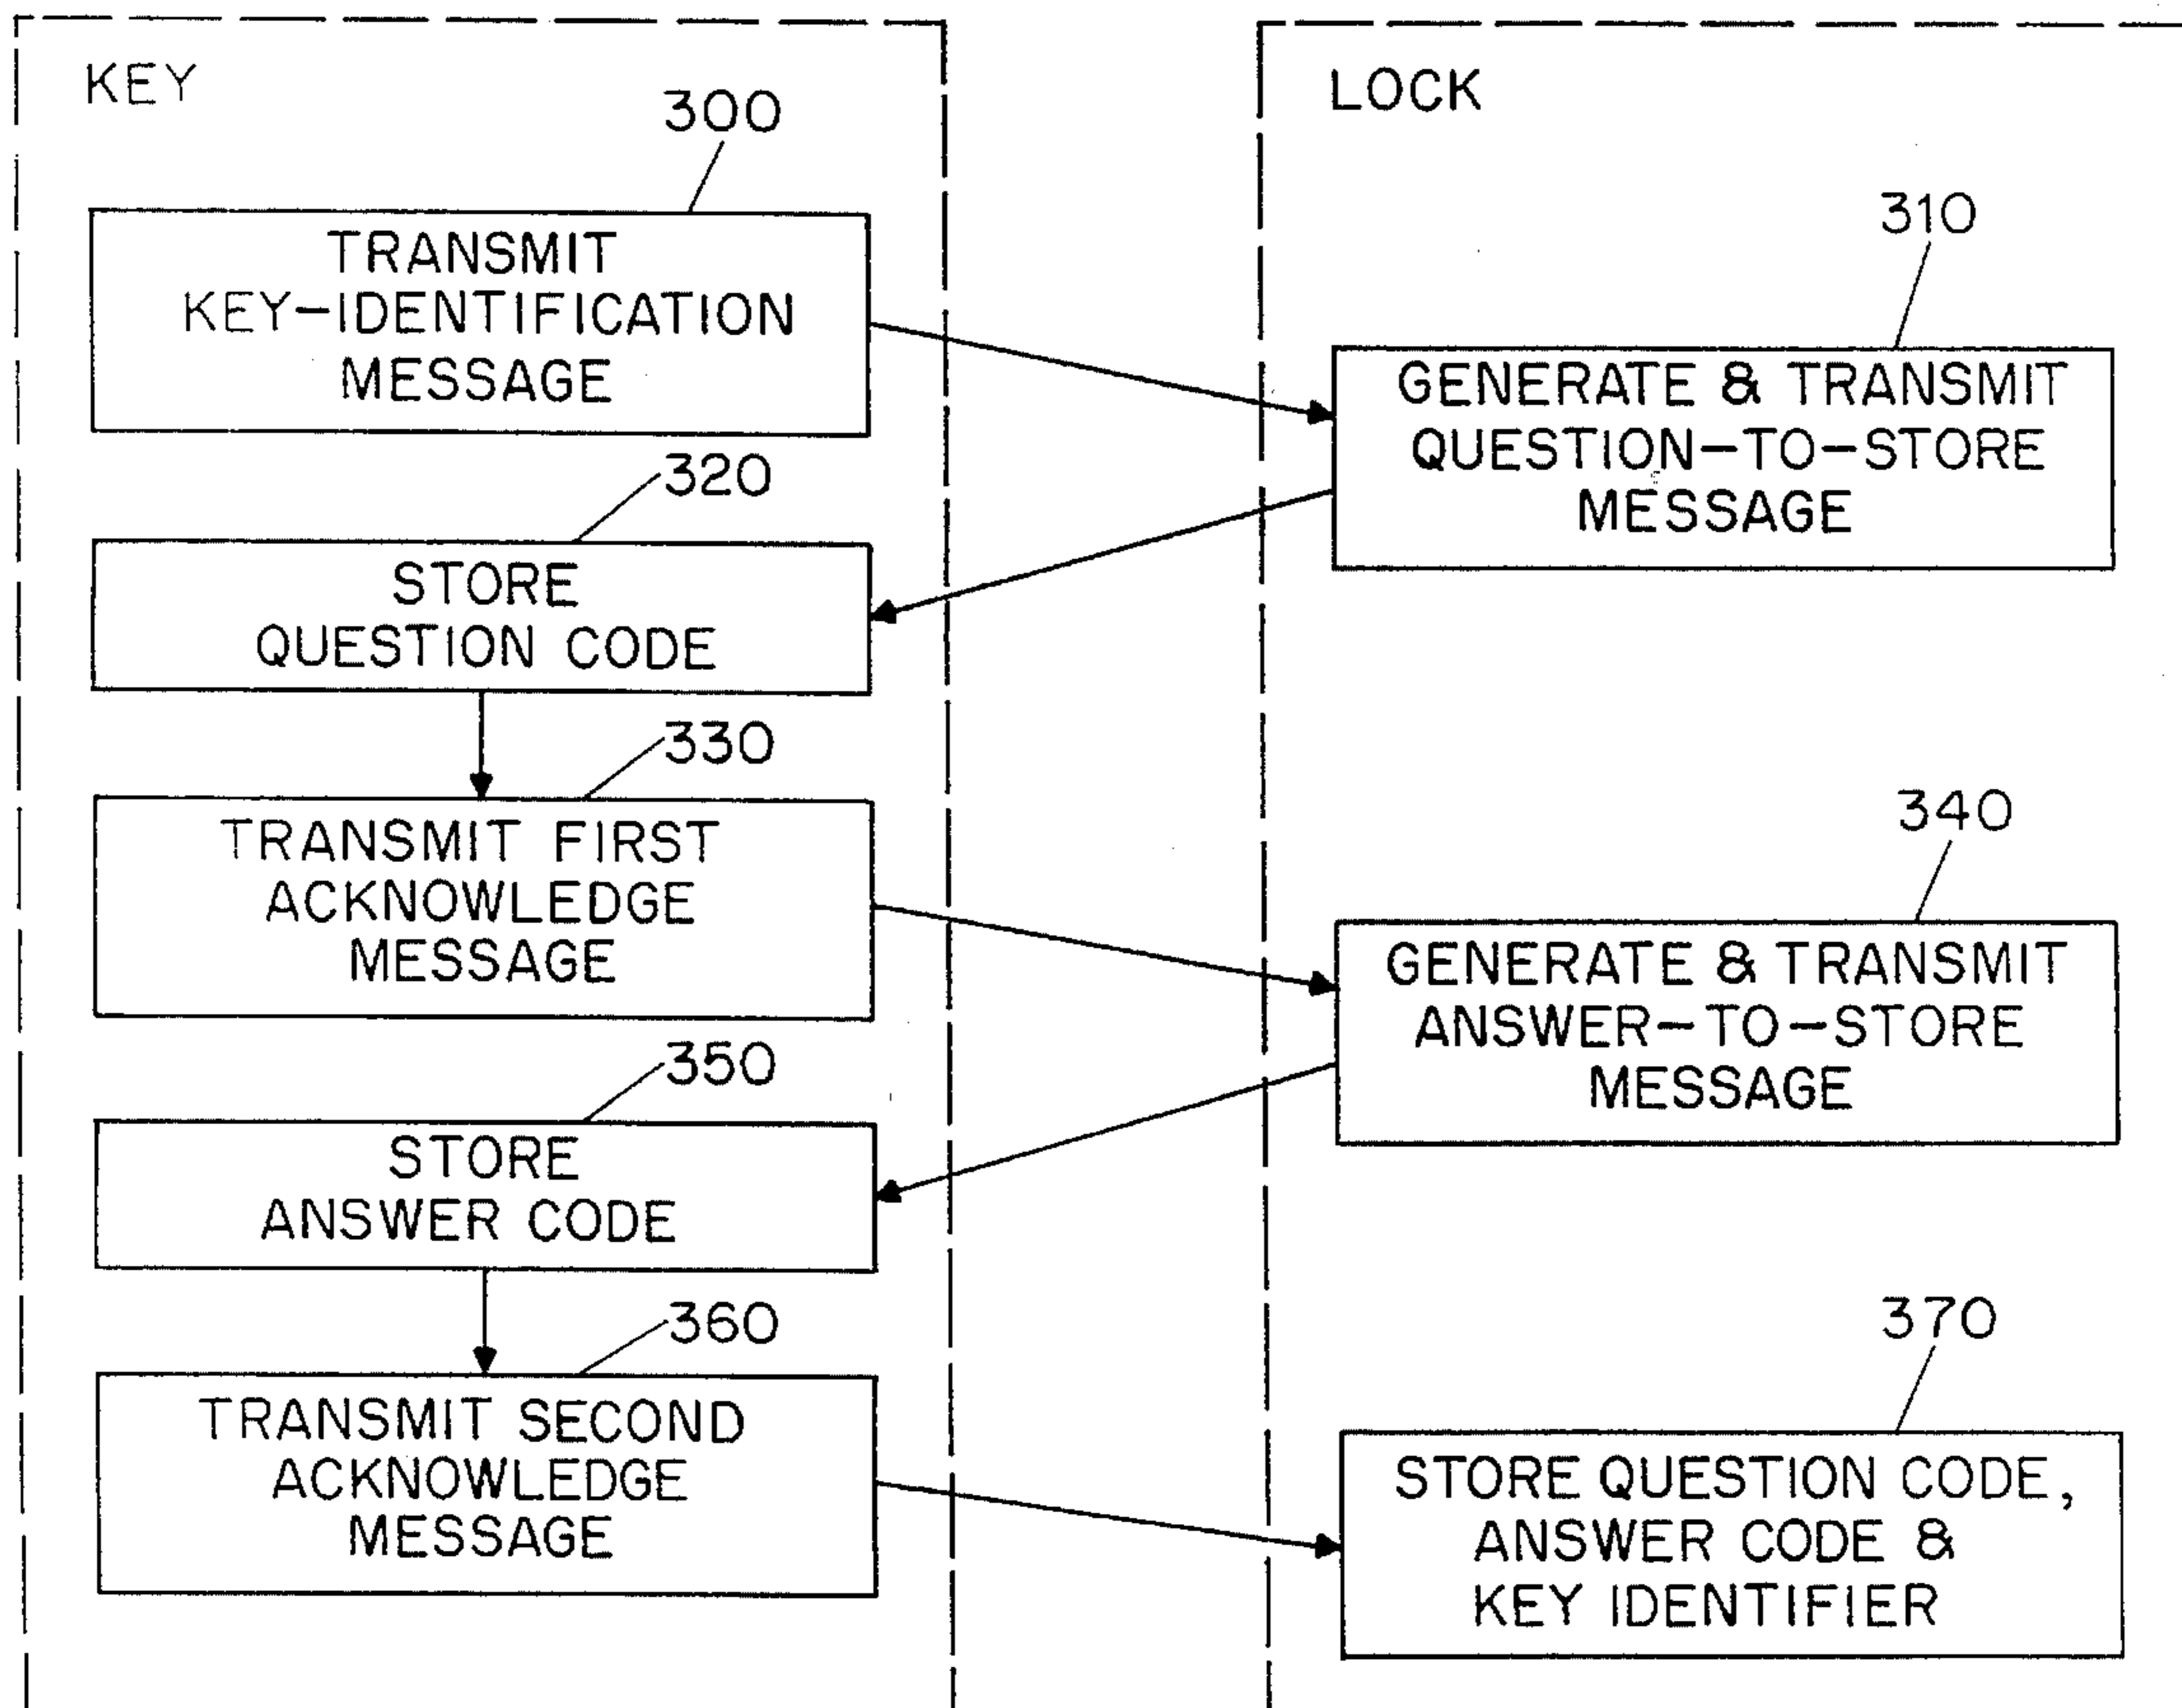 KEY
300
TRANSMIT
KEY-IDENTIFICATION
MESSAGE
320
STORE
QUESTION CODE
330
TRANSMIT FIRST
ACKNOWLEDGE
MESSAGE
350
STORE
ANSWER CODE
360
TRANSMIT SECOND
ACKNOWLEDGE
MESSAGE
LOCK
310
GENERATE & TRANSMIT
QUESTION-TO-STORE
MESSAGE
340
GENERATE & TRANSMIT
ANSWER-TO-STORE
MESSAGE
370
STORE QUESTION CODE,
ANSWER CODE &
KEY IDENTIFIER